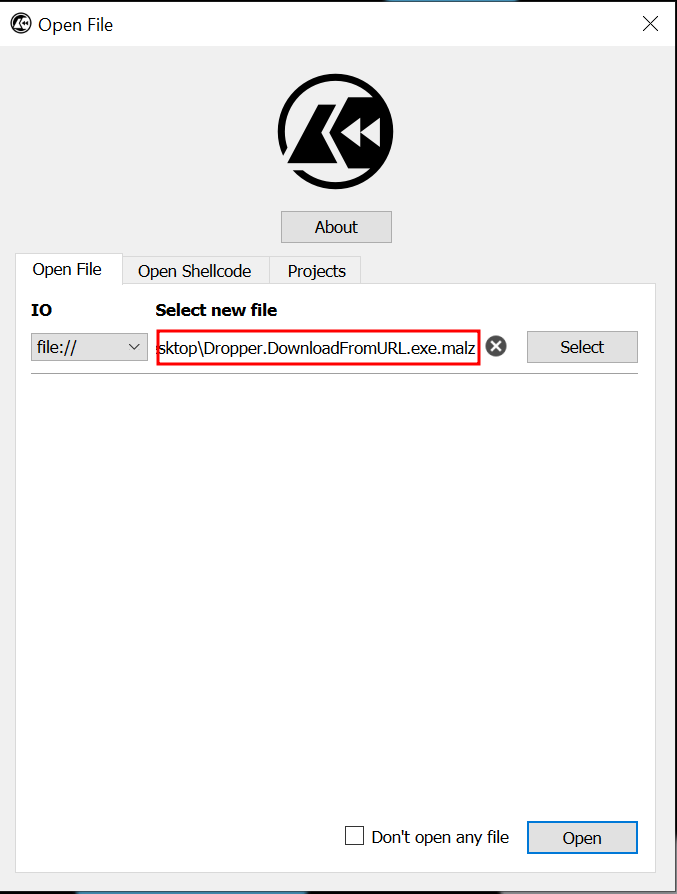 Open File
About
Open File Open Shellcode Projects
IO Select new file
file:// sktop\Dropper.DownloadFromURL.exe.malz Select
Don't open any file Open